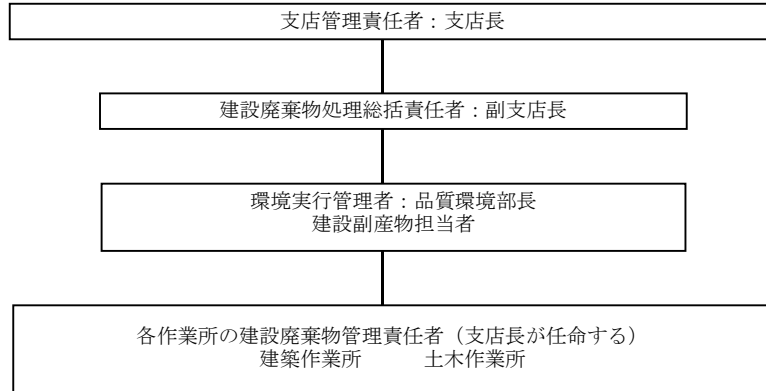 支店管理責任者：支店長
建設廃棄物処理総括責任者：副支店長
環境実行管理者：品質環境部長
建設副産物担当者
各作業所の建設廃棄物管理責任者（支店長が任命する）
建築作業所　　　土木作業所